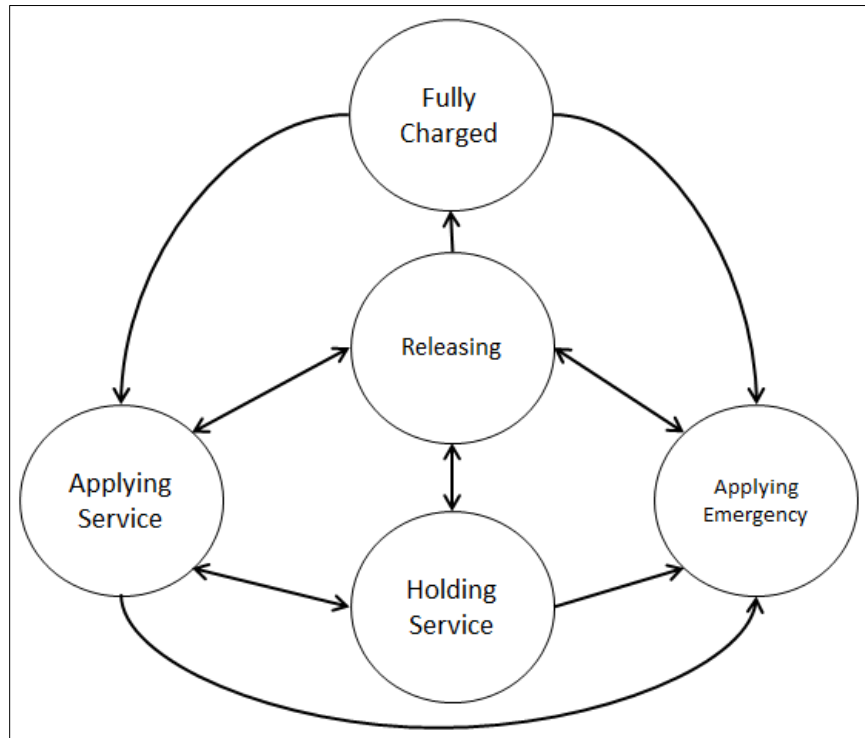 Fully
Charged
Releasing
Applying
Service
Applying
Emergency
Holding
Service